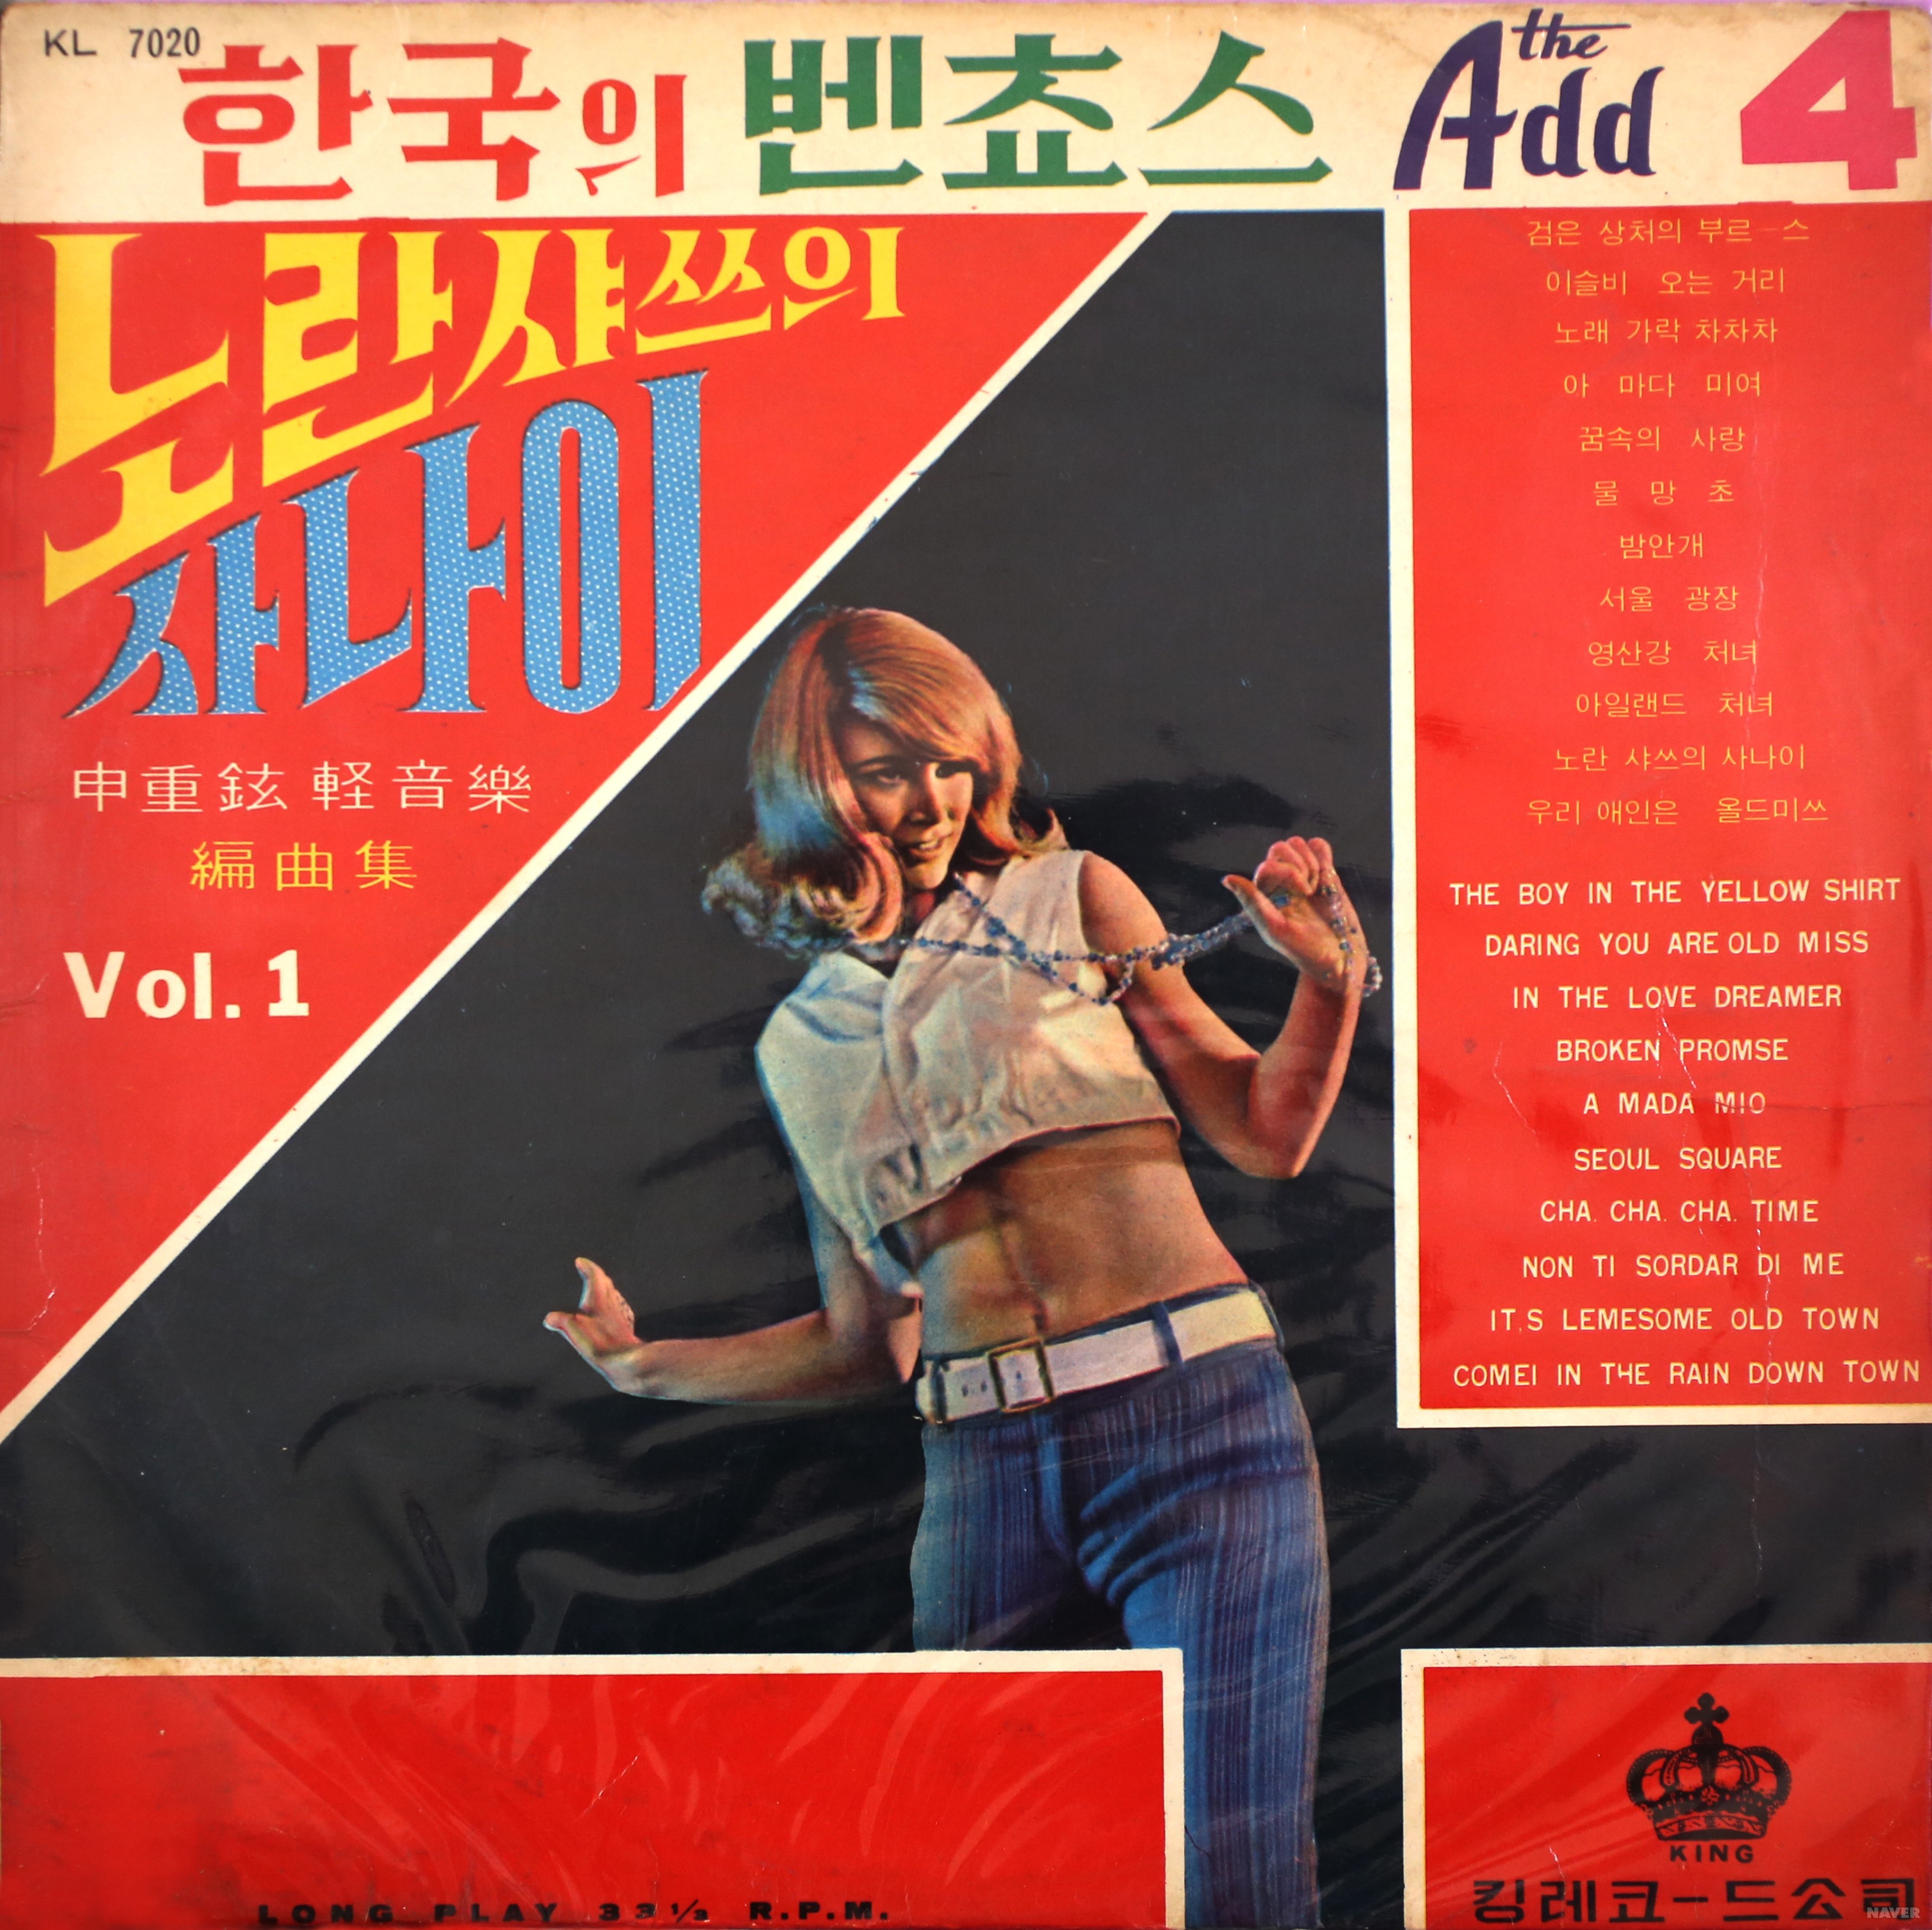 KL 7020
한국의 벤쵸스 the Add 4
노란샤쓰의
사나이
申重鉉 軽音樂
編曲集
Vol. 1
검은 상처의 부르ー스
이슬비 오는 거리
노래 가락 차차차
아 마다 미여
꿈속의 사랑
물 망 초
밤안개
서울 광장
영산강 처녀
아일랜드 처녀
노란 샤쓰의 사나이
우리 애인은 올드미쓰
THE BOY IN THE YELLOW SHIRT
DARING YOU ARE OLD MISS
IN THE LOVE DREAMER
BROKEN PROMSE
A MADA MIO
SEOUL SQUARE
CHA. CHA. CHA. TIME
NON TI SORDAR DI ME
IT,S LEMESOME OLD TOWN
COMEI IN THE RAIN DOWN TOWN
KING
킹레코ー드公司
LONG PLAY 33 1/3 R.P.M.
NAVER